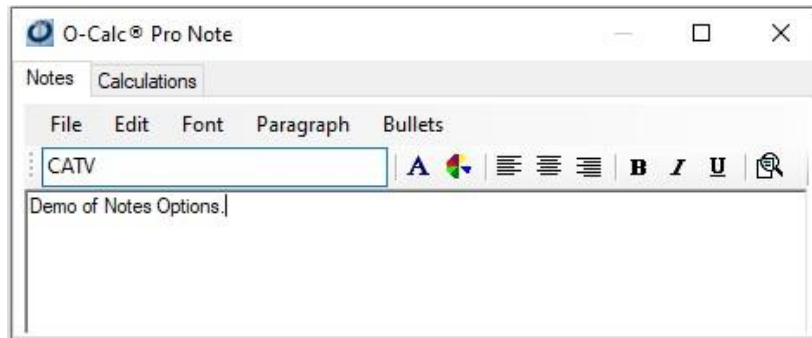 O-Calc® Pro Note
Notes Calculations
File Edit Font Paragraph Bullets
CATV A B I U
Demo of Notes Options.